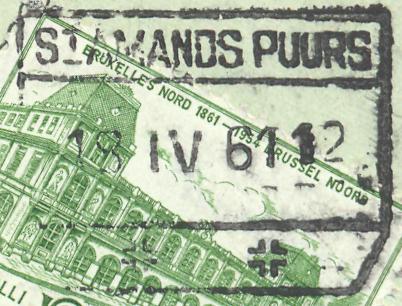 ST AMANDS PUURS
BRUXELLES NORD 1861 - 1954 BRUSSEL NOORD
18 IV 61 12